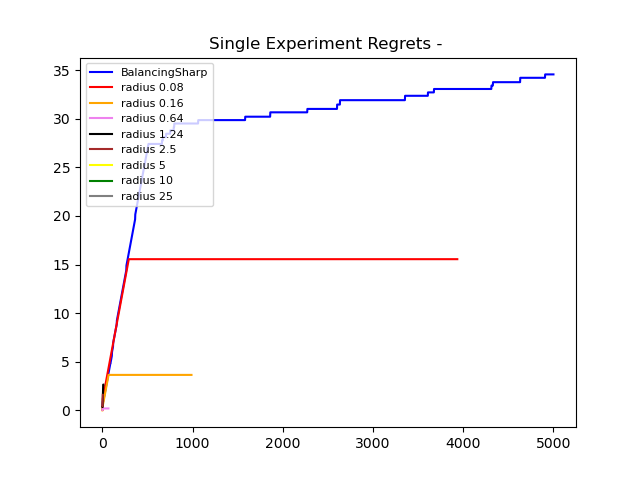 Single Experiment Regrets -
BalancingSharp
radius 0.08
radius 0.16
radius 0.64
radius 1.24
radius 2.5
radius 5
radius 10
radius 25
35
30
25
20
15
10
5
0
0 1000 2000 3000 4000 5000